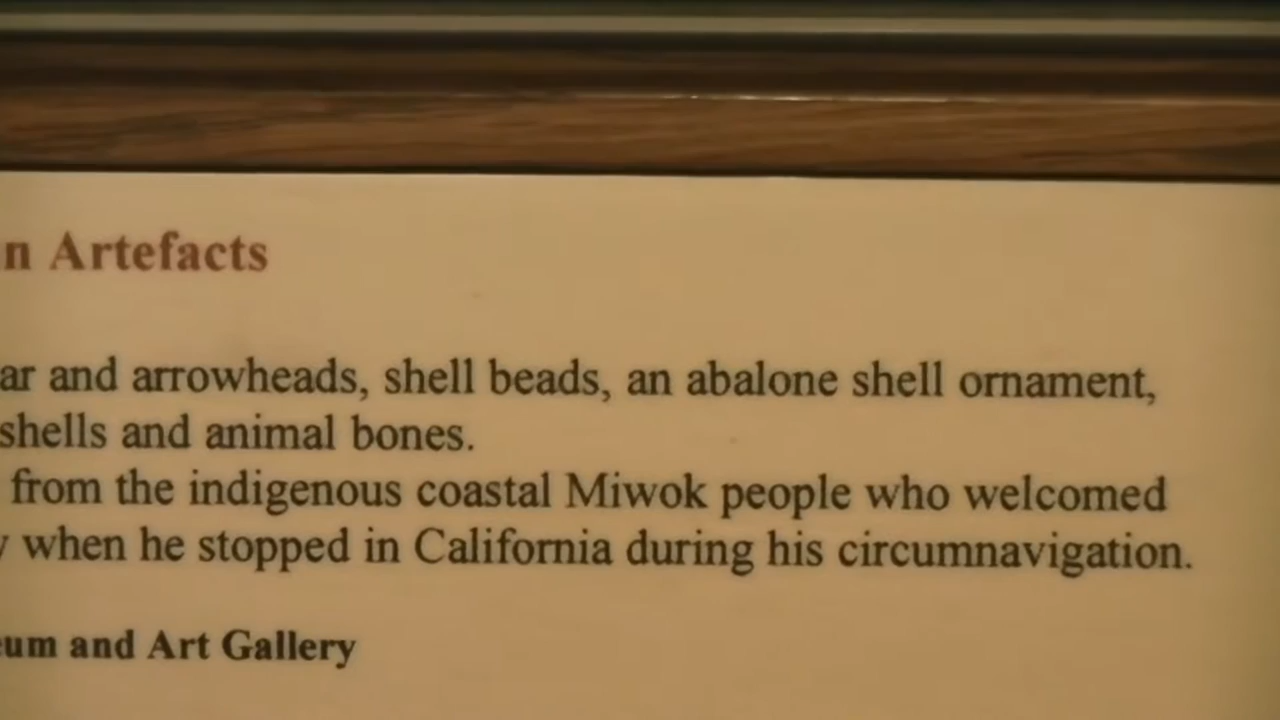 n Artefacts
ar and arrowheads, shell beads, an abalone shell ornament,
shells and animal bones.
from the indigenous coastal Miwok people who welcomed
when he stopped in California during his circumnavigation.
um and Art Gallery